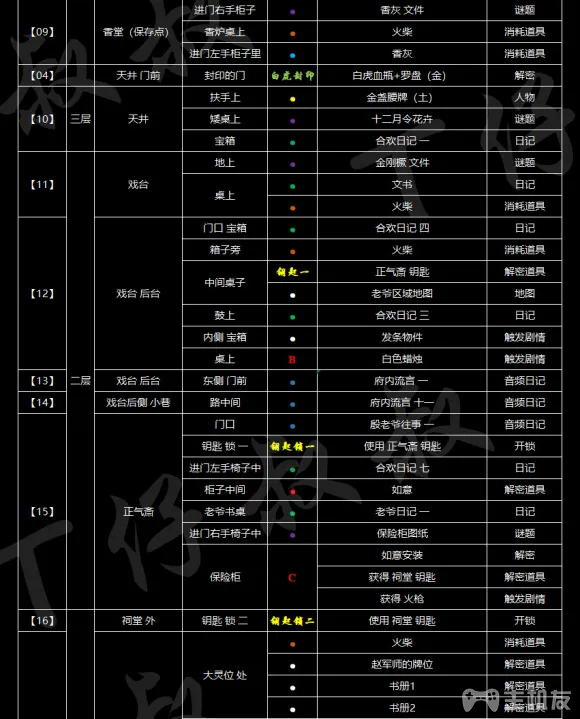 进门右手柜子 香灰 文件 谜题
【09】 香堂（保存点） 香炉桌上 火柴 消耗道具
进门左手柜子里 香灰 消耗道具
【04】 天井 门前 封印的门 白虎封印 白虎血瓶+罗盘（金） 解密
扶手上 金盏腰牌（土） 人物
【10】 三层 天井 矮桌上 十二月令花卉 谜题
宝箱 合欢日记 一 日记
地上 金刚橛 文件 谜题
【11】 戏台 桌上 文书 日记
火柴 消耗道具
门口 宝箱 合欢日记 四 日记
箱子旁 火柴 消耗道具
【12】 戏台 后台 中间桌子 钥匙一 正气斋 钥匙 解密道具
老爷区域地图 地图
鼓上 合欢日记 三 日记
内侧 宝箱 发条物件 触发剧情
桌上 B 白色蜡烛 触发剧情
【13】 二层 戏台 后台 东侧 门前 府内流言 一 音频日记
【14】 戏台后侧 小巷 路中间 府内流言 十一 音频日记
门口 殷老爷往事 一 音频日记
钥匙 锁 一 钥匙锁一 使用 正气斋 钥匙 开锁
进门左手椅子中 合欢日记 七 日记
柜子中间 如意 解密道具
【15】 正气斋 老爷书桌 老爷日记 一 日记
进门右手椅子中 保险柜图纸 谜题
保险柜 C 如意安装 解密
获得 祠堂 钥匙 解密道具
获得 火枪 触发剧情
【16】 祠堂 外 钥匙 锁 二 钥匙锁二 使用 祠堂 钥匙 开锁
大灵位 处 火柴 消耗道具
赵军师的牌位 解密道具
书册1 解密道具
书册2 解密道具
丁仔叔叔
丁仔叔叔
手机友